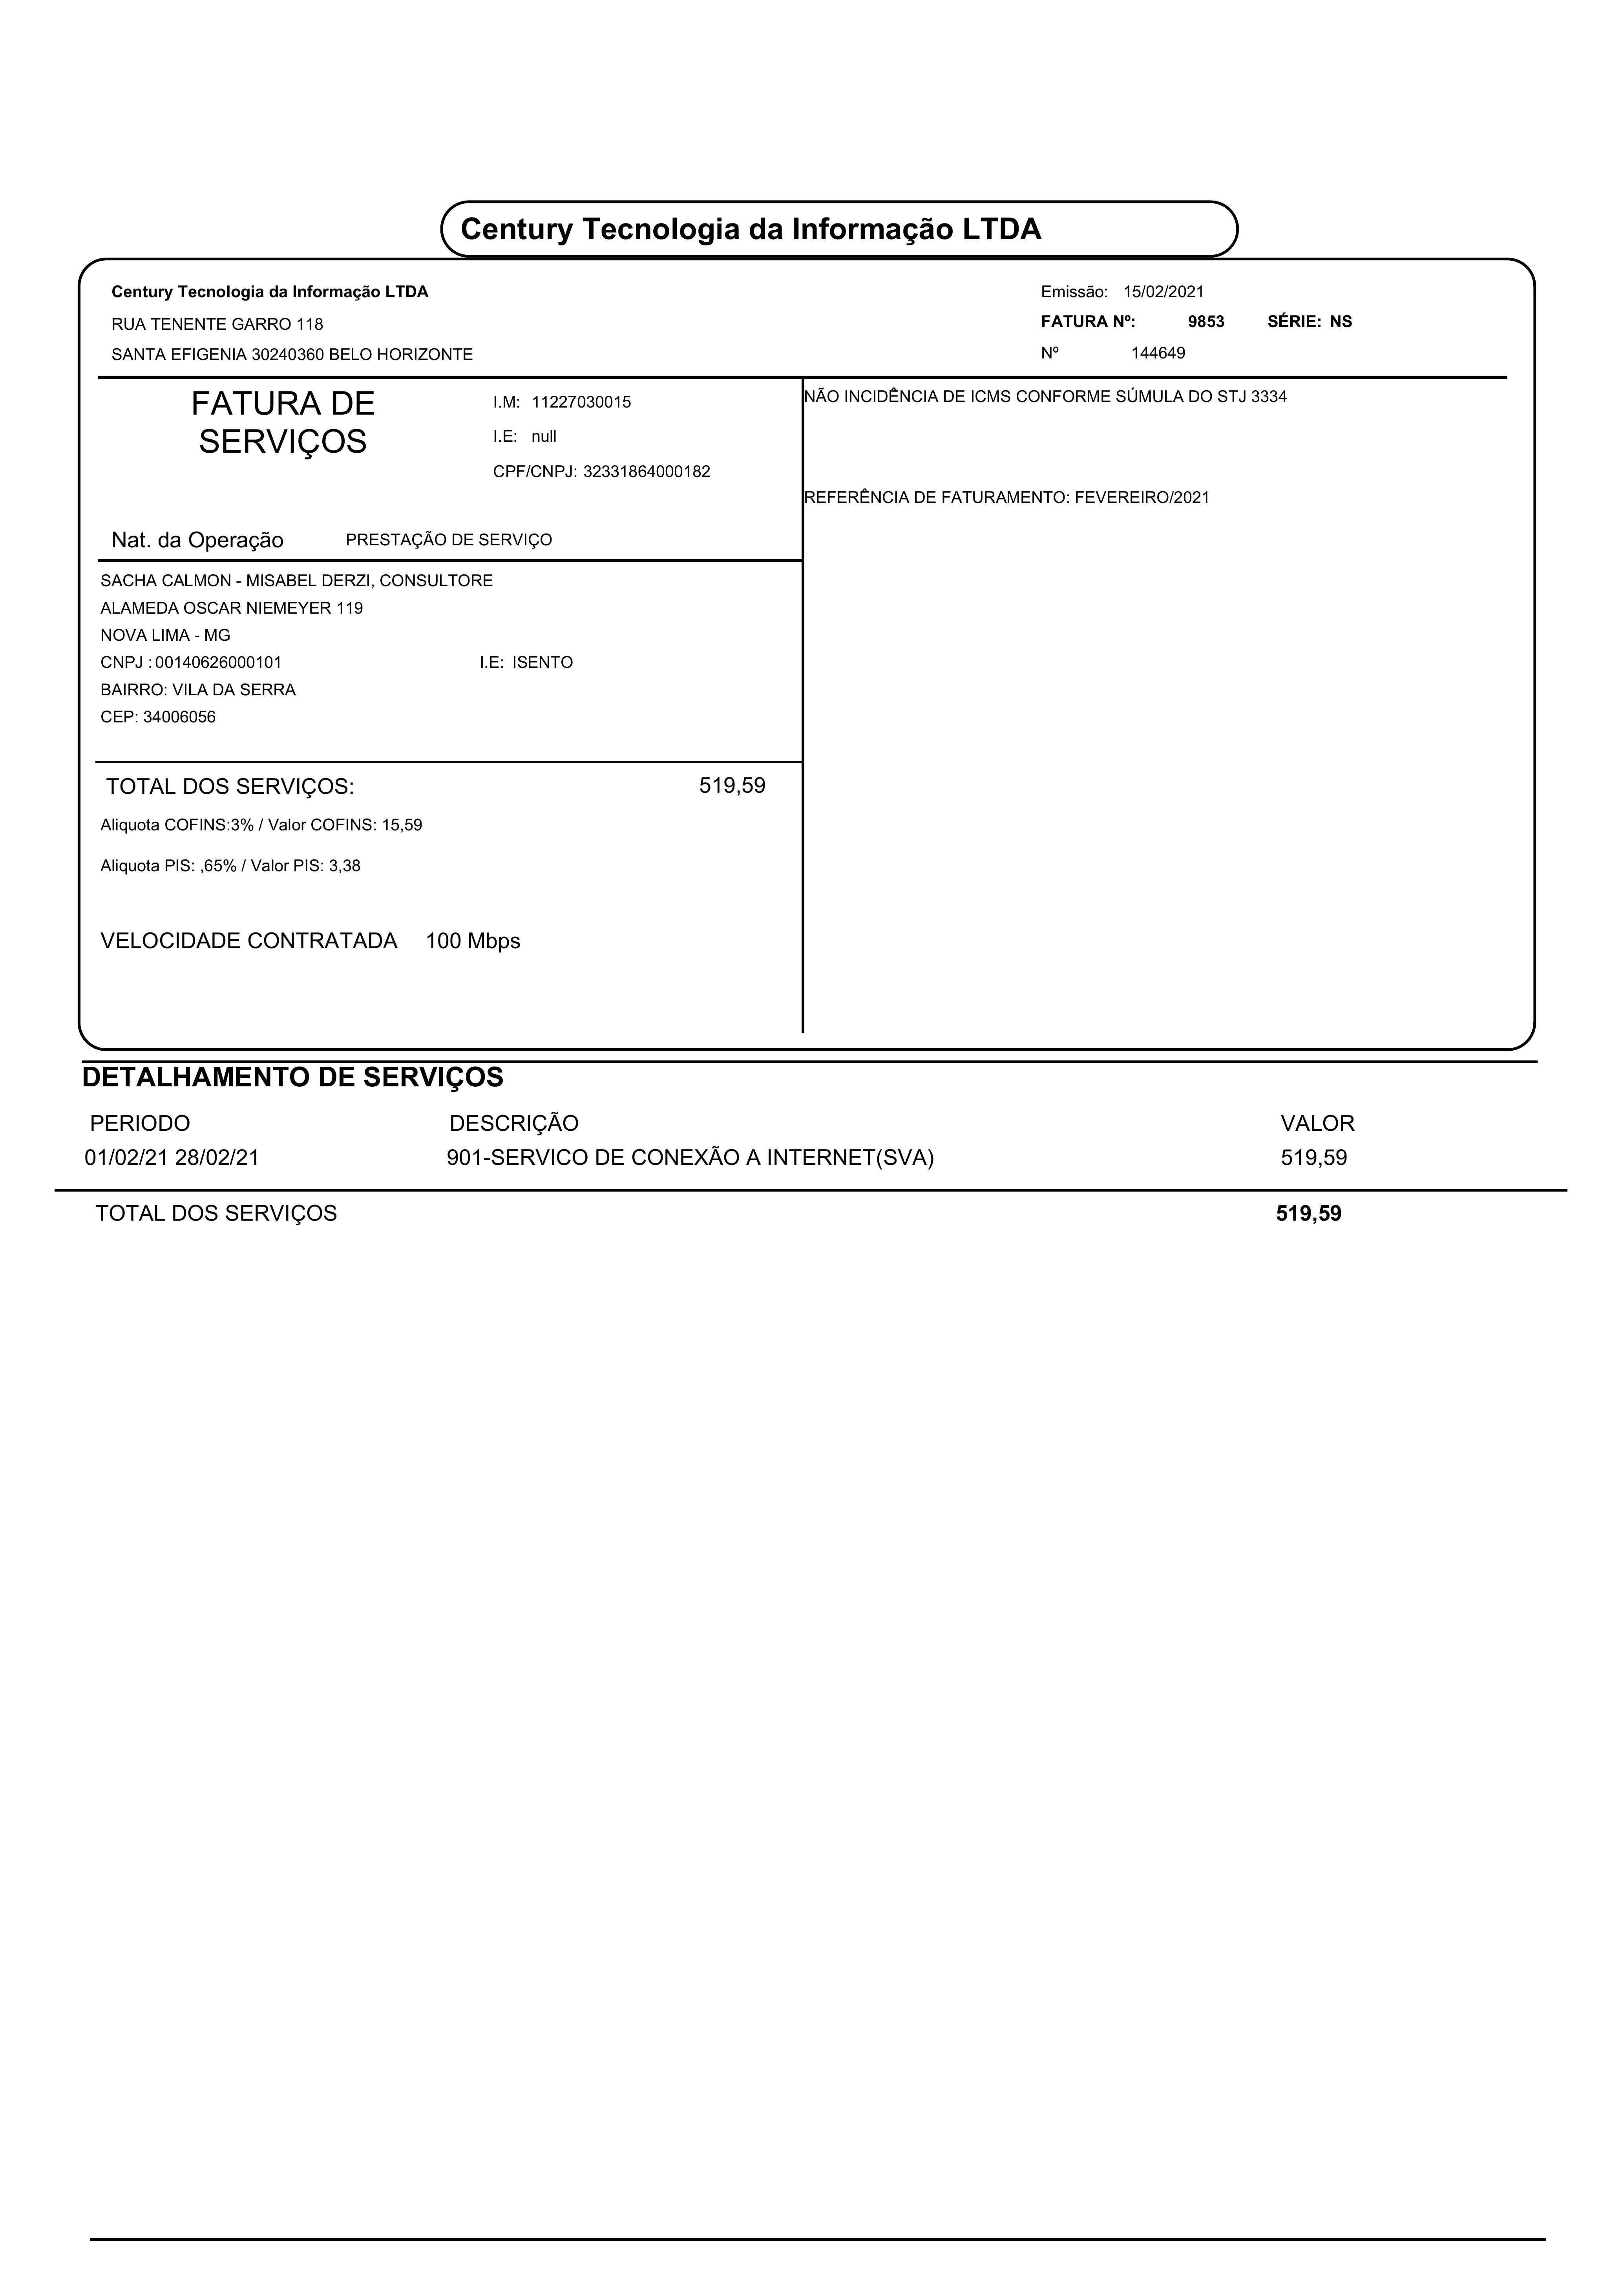 Century Tecnologia da Informação LTDA
Century Tecnologia da Informação LTDA
RUA TENENTE GARRO 118
SANTA EFIGENIA 30240360 BELO HORIZONTE
Emissão: 15/02/2021
FATURA Nº: 9853 SÉRIE: NS
Nº 144649
FATURA DE
SERVIÇOS
I.M: 11227030015
I.E: null
CPF/CNPJ: 32331864000182
Nat. da Operação PRESTAÇÃO DE SERVIÇO
NÃO INCIDÊNCIA DE ICMS CONFORME SÚMULA DO STJ 3334
REFERÊNCIA DE FATURAMENTO: FEVEREIRO/2021
SACHA CALMON - MISABEL DERZI, CONSULTORE
ALAMEDA OSCAR NIEMEYER 119
NOVA LIMA - MG
CNPJ : 00140626000101 I.E: ISENTO
BAIRRO: VILA DA SERRA
CEP: 34006056
TOTAL DOS SERVIÇOS: 519,59
Aliquota COFINS:3% / Valor COFINS: 15,59
Aliquota PIS: ,65% / Valor PIS: 3,38
VELOCIDADE CONTRATADA 100 Mbps
DETALHAMENTO DE SERVIÇOS
PERIODO DESCRIÇÃO VALOR
01/02/21 28/02/21 901-SERVICO DE CONEXÃO A INTERNET(SVA) 519,59
TOTAL DOS SERVIÇOS 519,59